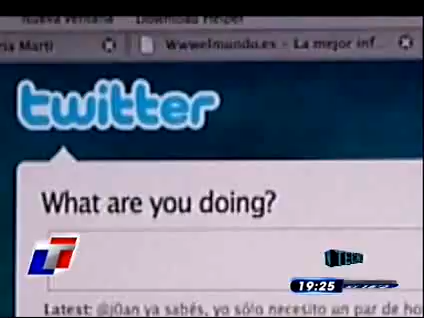 Nueva ventana Download Helper
ria Martí Wwwelmundo.es - La mejor inf...
twitter
What are you doing?
T
TECH
19:25
Latest: @j0an ya sabés, yo sólo necesito un par de ho